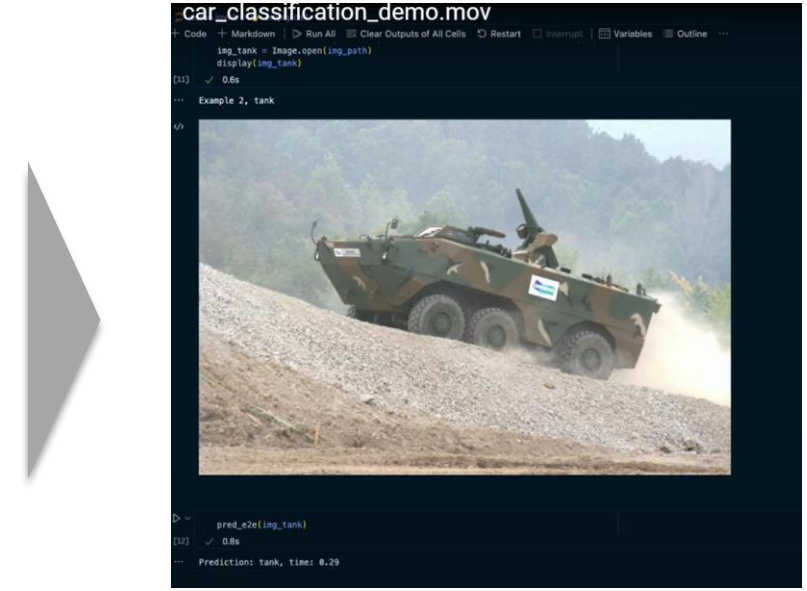 car_classification_demo.mov
+ Code + Markdown | Run All Clear Outputs of All Cells Restart Interrupt | Variables Outline ...
img_tank = Image.open(img_path)
display(img_tank)
[11] ✓ 0.6s
... Example 2, tank
</>
pred_e2e(img_tank)
[12] ✓ 0.8s
... Prediction: tank, time: 0.29